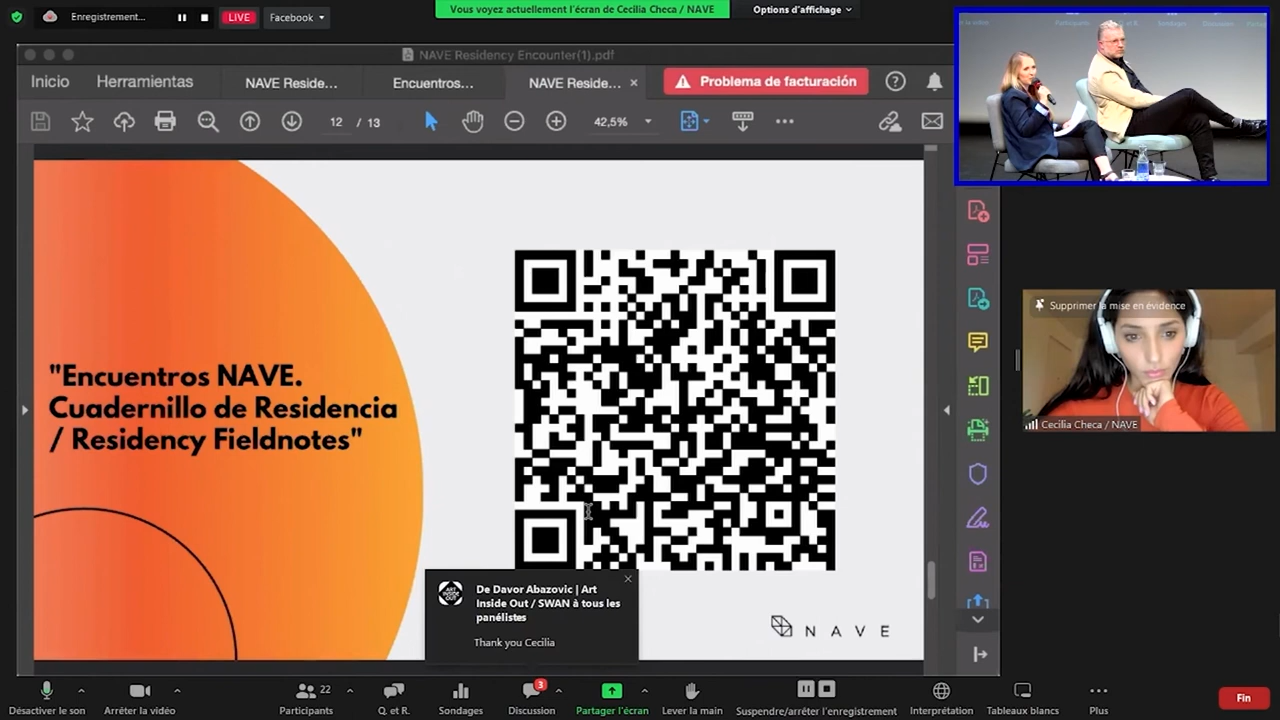 Enregistrement...
LIVE
Facebook
Vous voyez actuellement l'écran de Cecilia Checa / NAVE
Options d'affichage
NAVE Residency Encounter(1).pdf
Inicio
Herramientas
NAVE Reside...
Encuentros...
NAVE Reside...
Problema de facturación
12 / 13
42,5%
"Encuentros NAVE.
Cuadernillo de Residencia
/ Residency Fieldnotes"
NAVE
De Davor Abazovic | Art
Inside Out / SWAN à tous les
panélistes
Thank you Cecilia
ART
INSIDE
OUT
Supprimer la mise en évidence
Cecilia Checa / NAVE
Désactiver le son
Arrêter la vidéo
22
Participants
Q. et R.
Sondages
3
Discussion
Partager l'écran
Lever la main
Suspendre/arrêter l'enregistrement
Interprétation
Tableaux blancs
Plus
Fin